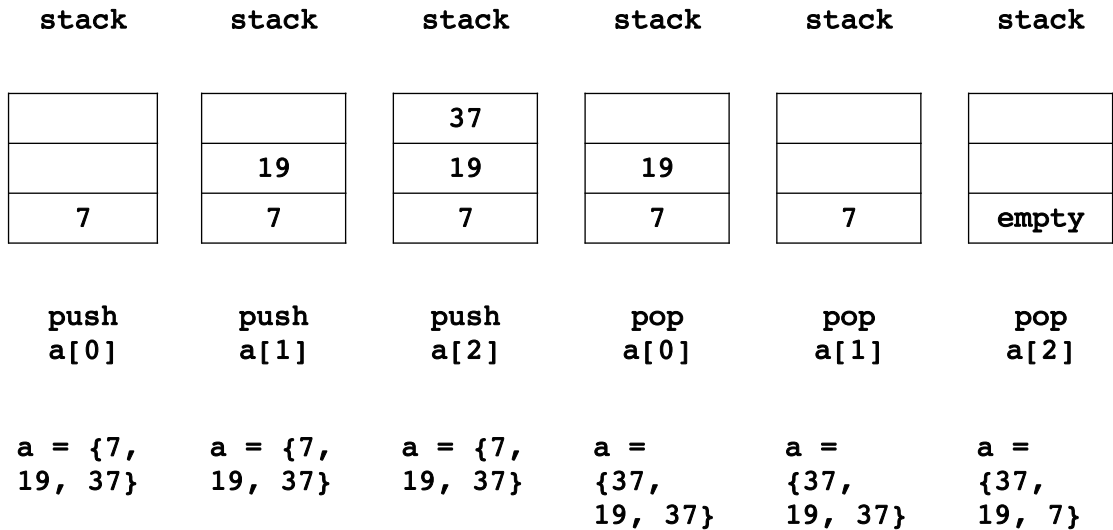 stack stack stack stack stack stack
37
19 19 19
7 7 7 7 7 empty
push push push pop pop pop
a[0] a[1] a[2] a[0] a[1] a[2]
a = {7, a = {7, a = {7, a = a = a =
19, 37} 19, 37} 19, 37} {37, {37, {37,
19, 37} 19, 37} 19, 7}